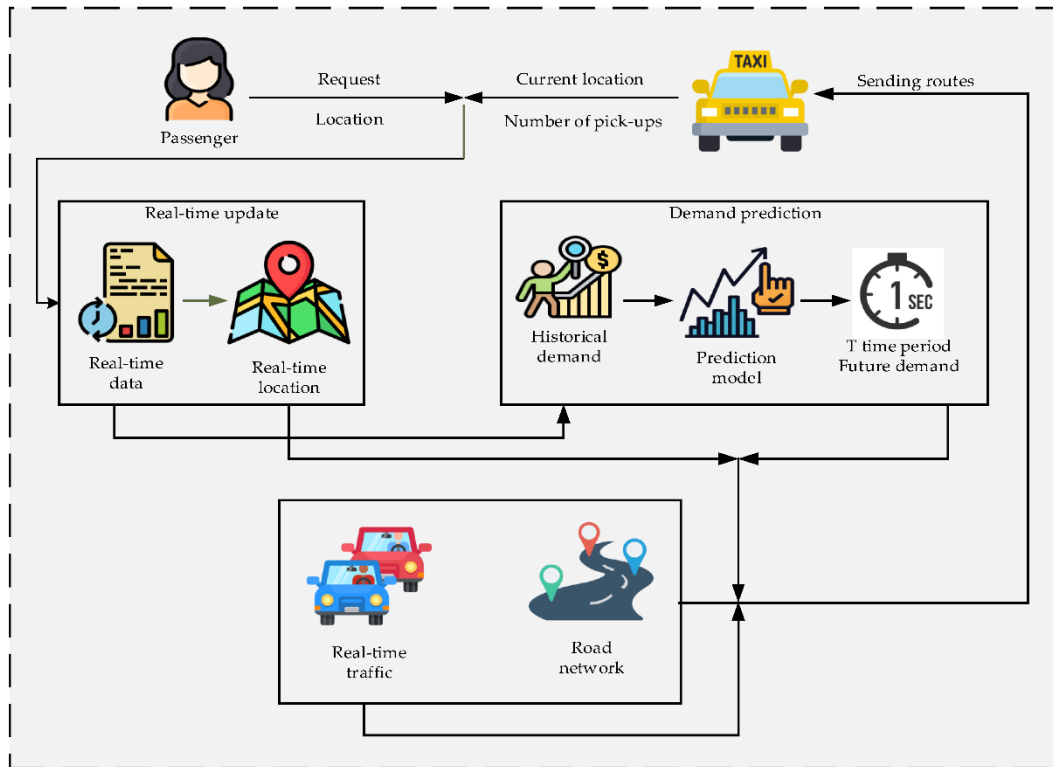 TAXI
Request
Current location
Sending routes
Location
Number of pick-ups
Passenger
Real-time update
Demand prediction
$
1 SEC
Historical
demand
Prediction
model
T time period
Future demand
Real-time
data
Real-time
location
Real-time
traffic
Road
network